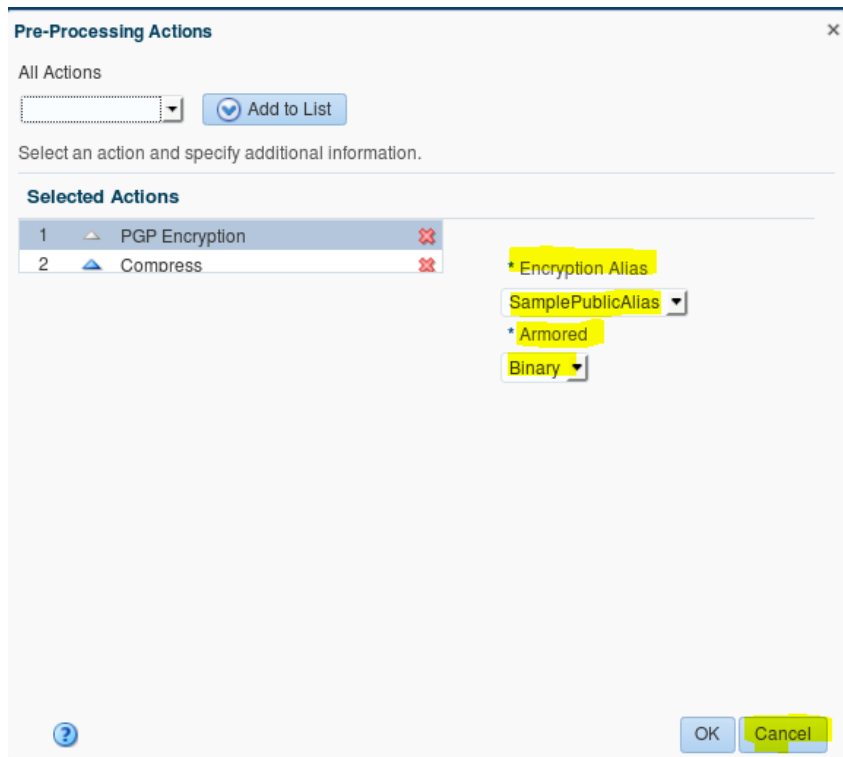 Pre-Processing Actions
All Actions
Add to List
Select an action and specify additional information.
Selected Actions
1 PGP Encryption
2 Compress
* Encryption Alias
SamplePublicAlias
* Armored
Binary
? OK Cancel